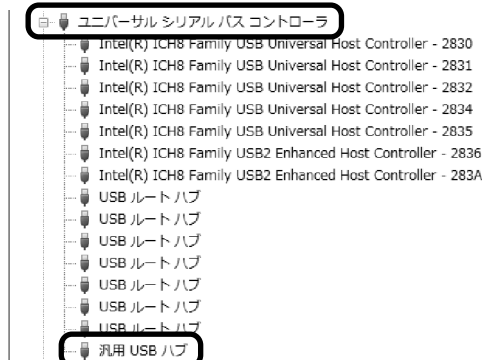 ユニバーサル シリアル バス コントローラ
Intel(R) ICH8 Family USB Universal Host Controller - 2830
Intel(R) ICH8 Family USB Universal Host Controller - 2831
Intel(R) ICH8 Family USB Universal Host Controller - 2832
Intel(R) ICH8 Family USB Universal Host Controller - 2834
Intel(R) ICH8 Family USB Universal Host Controller - 2835
Intel(R) ICH8 Family USB2 Enhanced Host Controller - 2836
Intel(R) ICH8 Family USB2 Enhanced Host Controller - 283A
USB ルート ハブ
USB ルート ハブ
USB ルート ハブ
USB ルート ハブ
USB ルート ハブ
USB ルート ハブ
USB ルート ハブ
汎用 USB ハブ